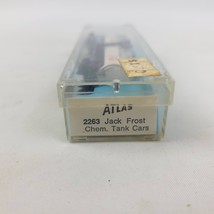 ATLAS
2263 Jack Frost
Chem. Tank Cars